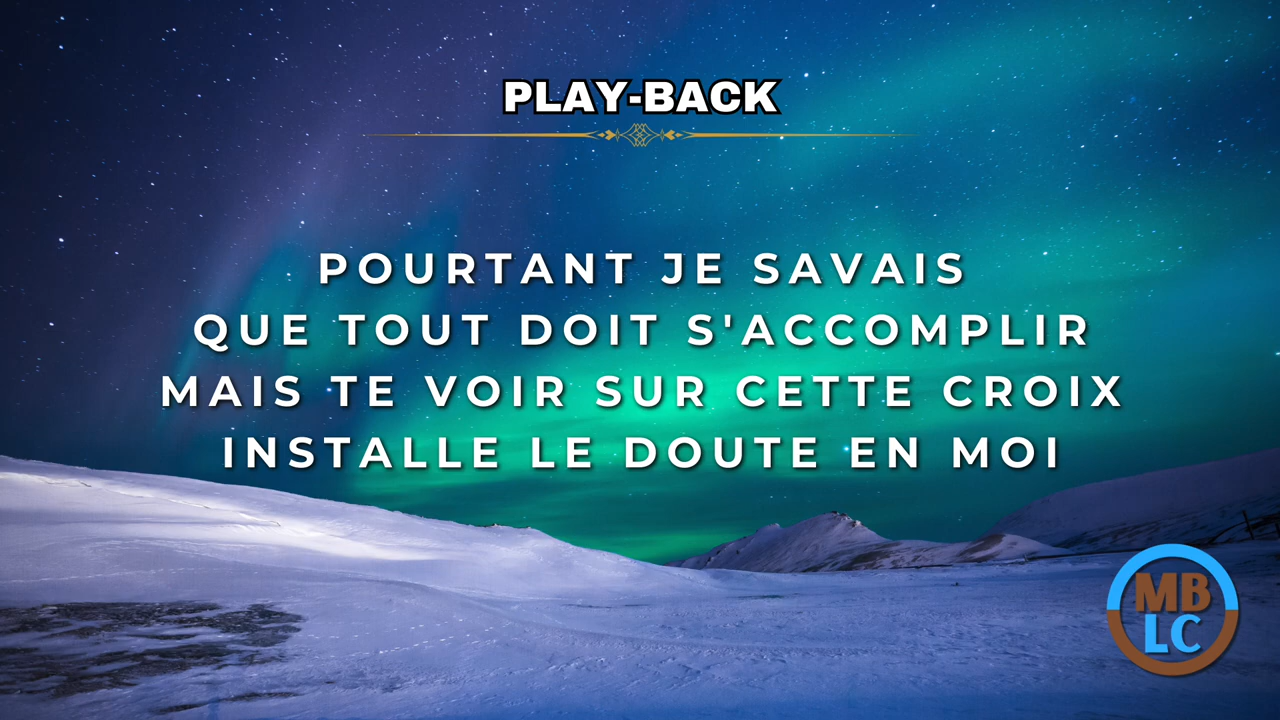 PLAY-BACK
POURTANT JE SAVAIS
QUE TOUT DOIT S'ACCOMPLIR
MAIS TE VOIR SUR CETTE CROIX
INSTALLE LE DOUTE EN MOI
MB
LC